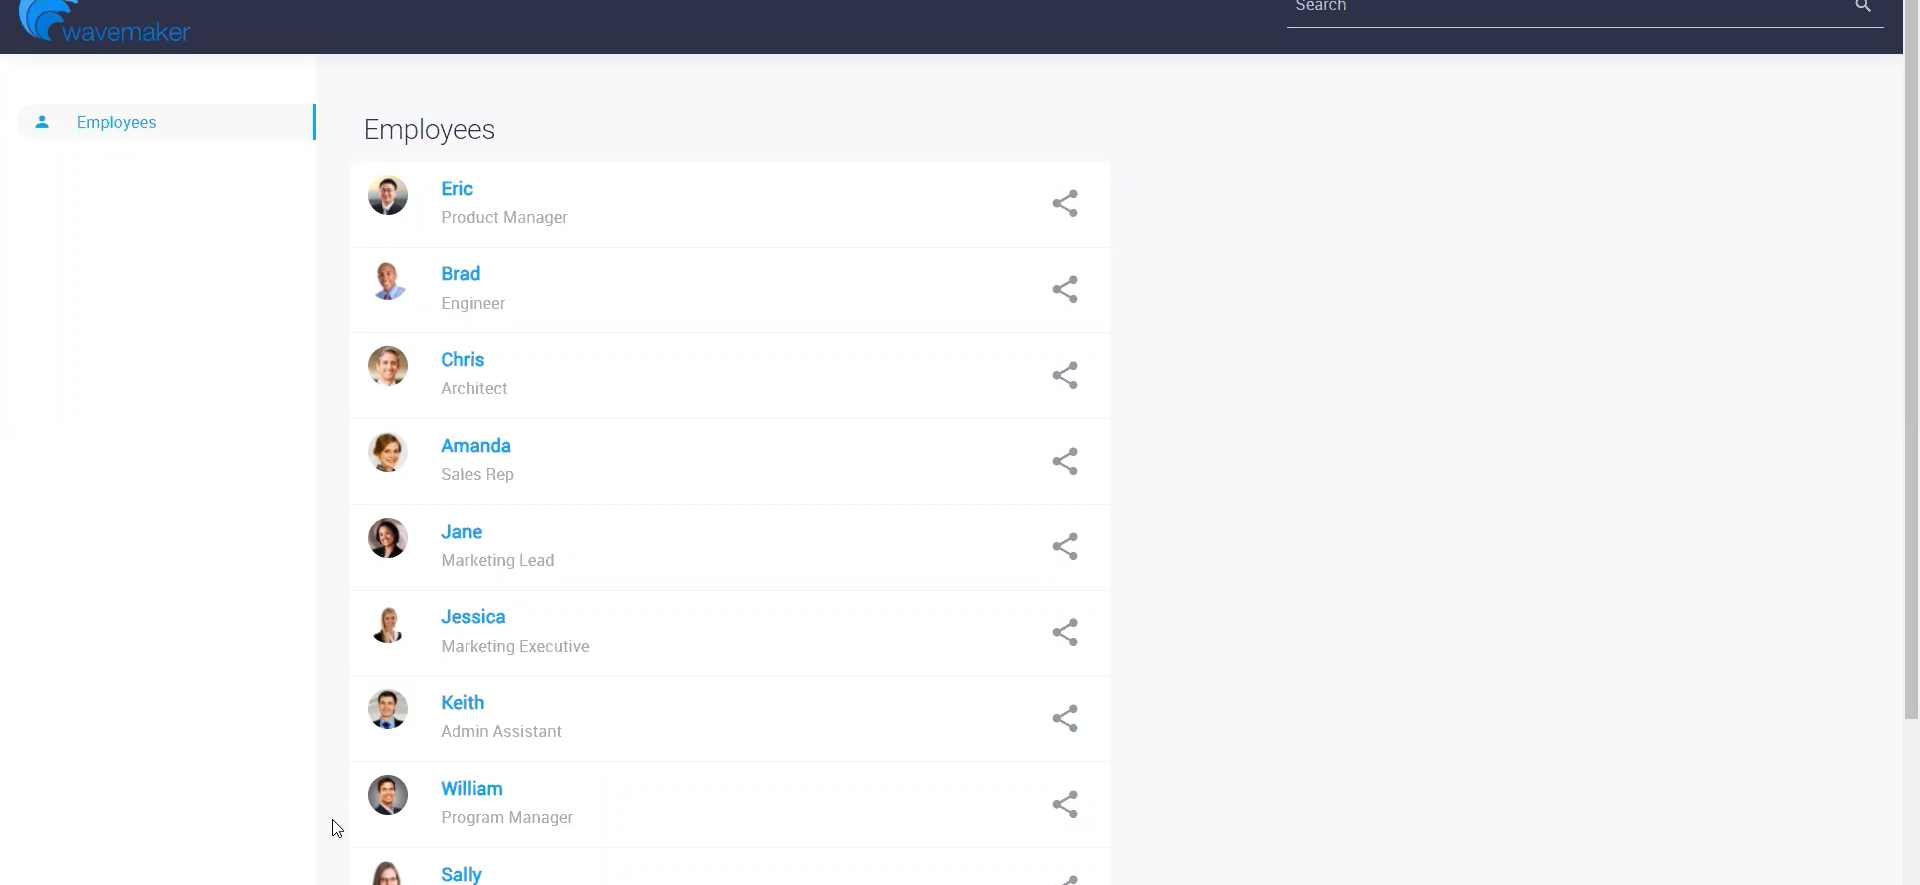 wavemaker
Search
Employees
Employees
Eric
Product Manager
Brad
Engineer
Chris
Architect
Amanda
Sales Rep
Jane
Marketing Lead
Jessica
Marketing Executive
Keith
Admin Assistant
William
Program Manager
Sally